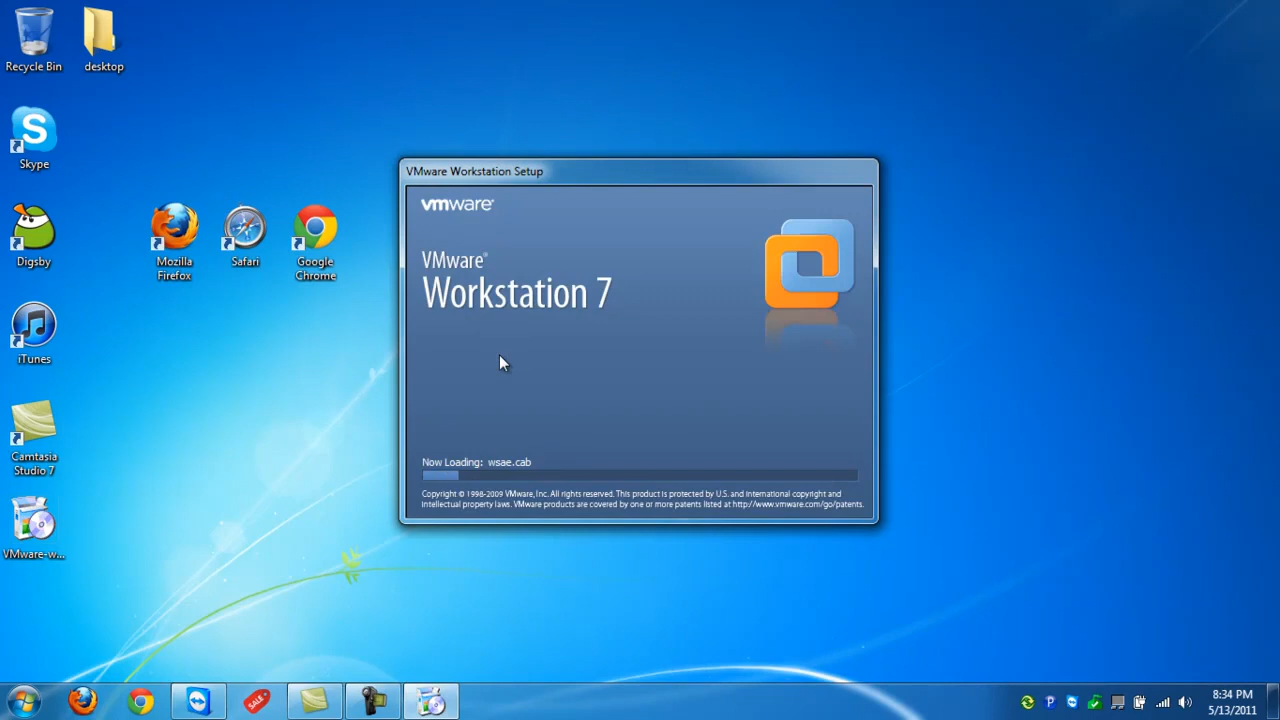 Recycle Bin
desktop
Skype
Digsby
Mozilla
Firefox
Safari
Google
Chrome
iTunes
Camtasia
Studio 7
VMware-w...
VMware Workstation Setup
vmware
VMware®
Workstation 7
Now Loading: wsae.cab
Copyright © 1998-2009 VMware, Inc. All rights reserved. This product is protected by U.S. and international copyright and
intellectual property laws. VMware products are covered by one or more patents listed at http://www.vmware.com/go/patents.
SALE
P
8:34 PM
5/13/2011